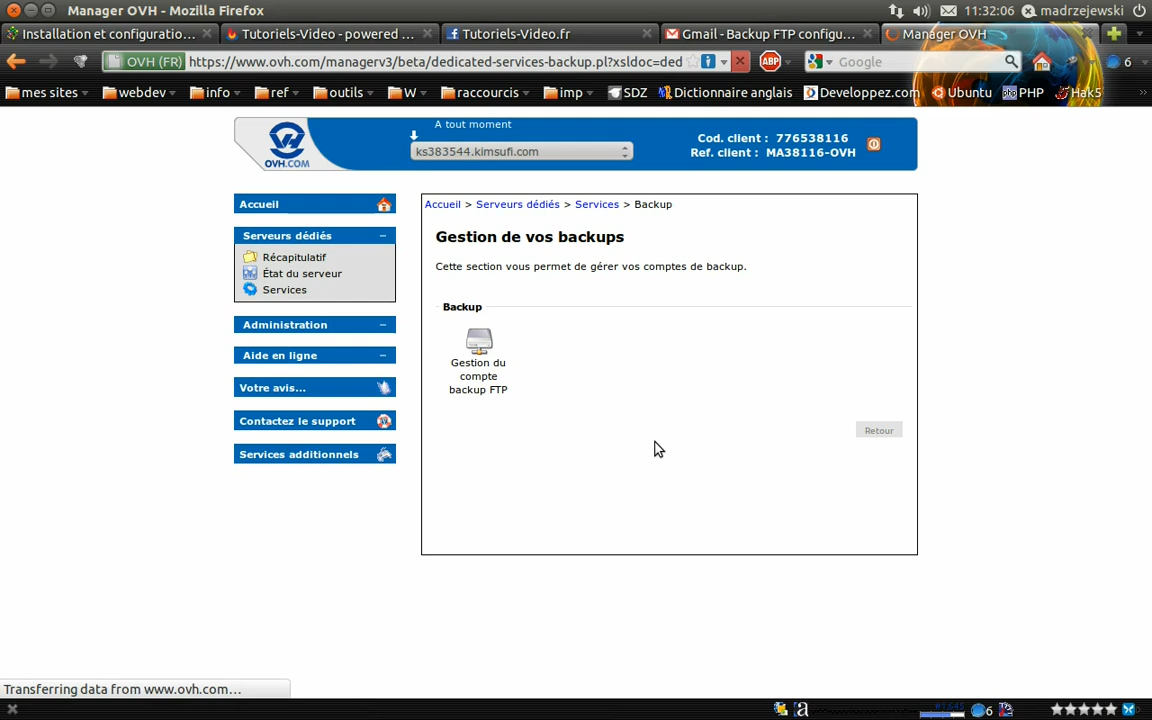 Manager OVH - Mozilla Firefox
11:32:06 madrzejewski
Installation et configuratio...
Tutoriels-Video - powered ...
Tutoriels-Video.fr
Gmail - Backup FTP configu...
Manager OVH
OVH (FR) https://www.ovh.com/managerv3/beta/dedicated-services-backup.pl?xsldoc=ded
ABP
Google
6
mes sites
webdev
info
ref
outils
W
raccourcis
imp
SDZ
Dictionnaire anglais
Developpez.com
Ubuntu
PHP
Hak5
OVH.COM
A tout moment
ks383544.kimsufi.com
Cod. client : 776538116
Ref. client : MA38116-OVH
Accueil
Serveurs dédiés
Récapitulatif
État du serveur
Services
Administration
Aide en ligne
Votre avis...
Contactez le support
Services additionnels
Accueil > Serveurs dédiés > Services > Backup
Gestion de vos backups
Cette section vous permet de gérer vos comptes de backup.
Backup
Gestion du
compte
backup FTP
Retour
Transferring data from www.ovh.com...
a
6